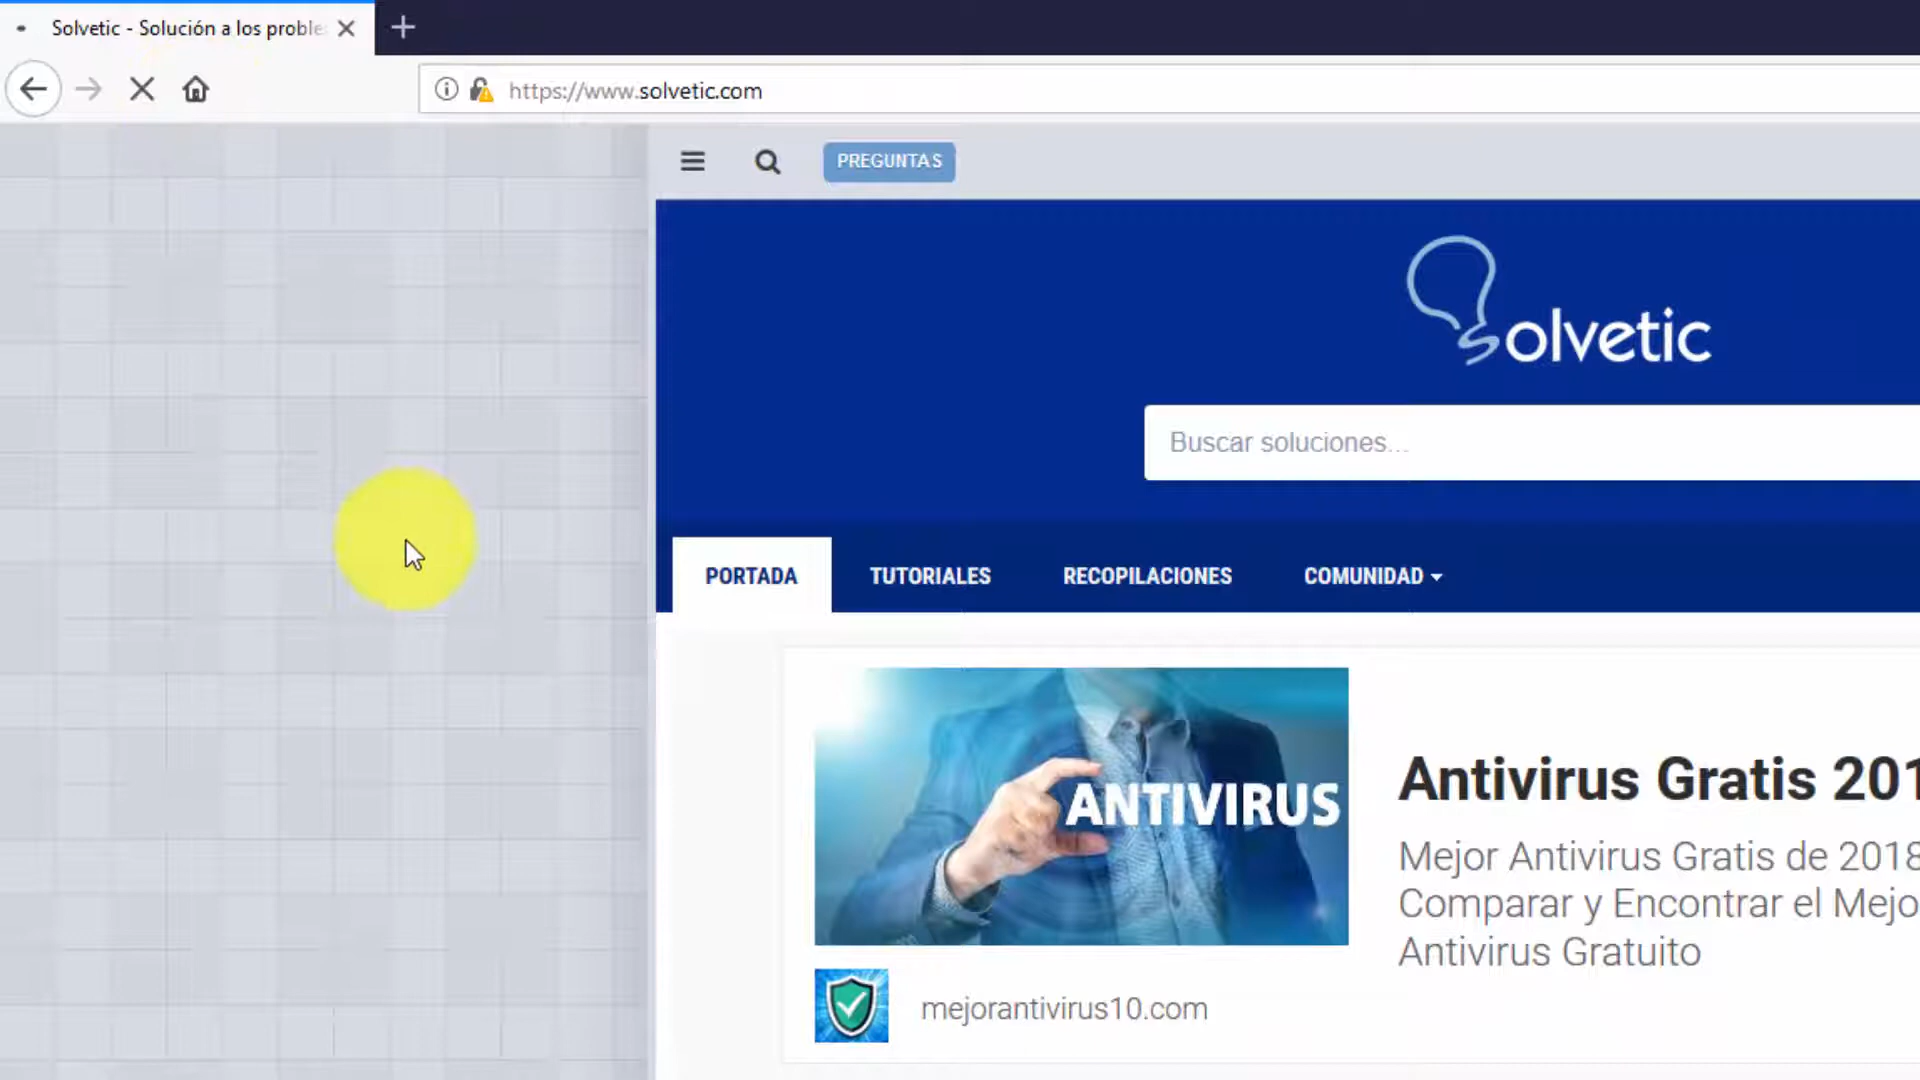 Solvetic - Solución a los proble
https://www.solvetic.com
PREGUNTAS
Solvetic
Buscar soluciones...
PORTADA
TUTORIALES
RECOPILACIONES
COMUNIDAD
ANTIVIRUS
Antivirus Gratis 201
Mejor Antivirus Gratis de 2018
Comparar y Encontrar el Mejo
Antivirus Gratuito
mejorantivirus10.com